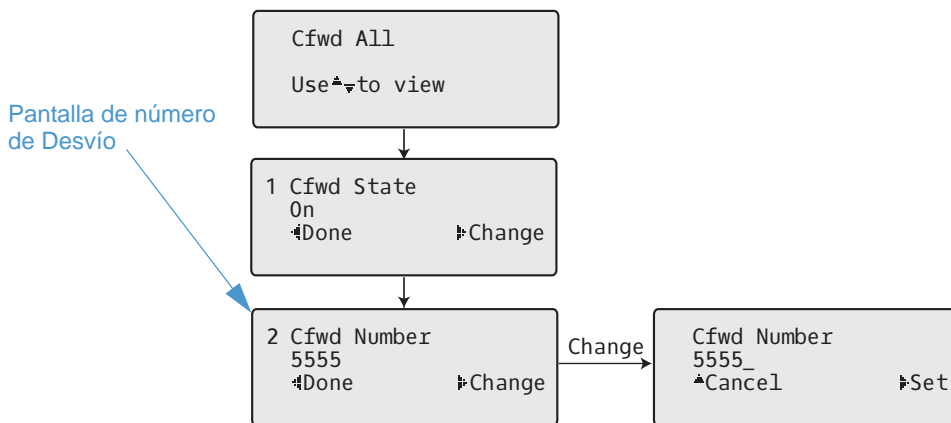 Cfwd All
Use to view
Pantalla de número
de Desvío
1 Cfwd State
On
Done Change
2 Cfwd Number
5555
Done Change
Change
Cfwd Number
5555_
Cancel Set